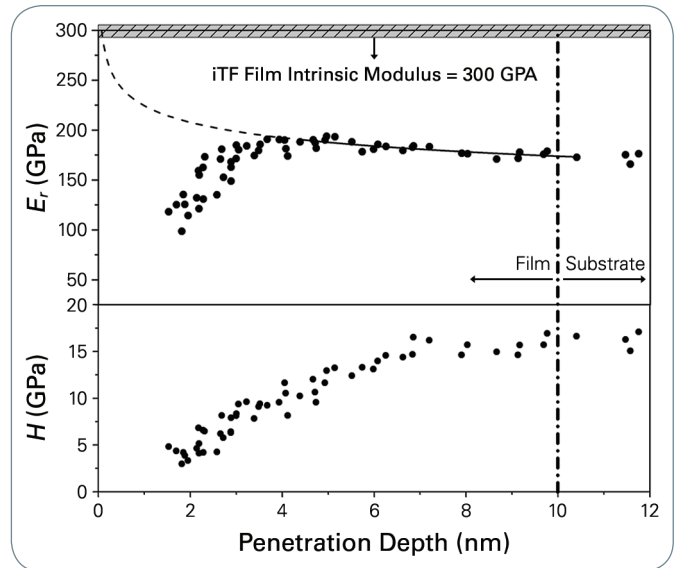 300
iTF Film Intrinsic Modulus = 300 GPA
250
200
150
100
50
Er (GPa)
Film Substrate
20
15
10
5
0
H (GPa)
0 2 4 6 8 10 12
Penetration Depth (nm)